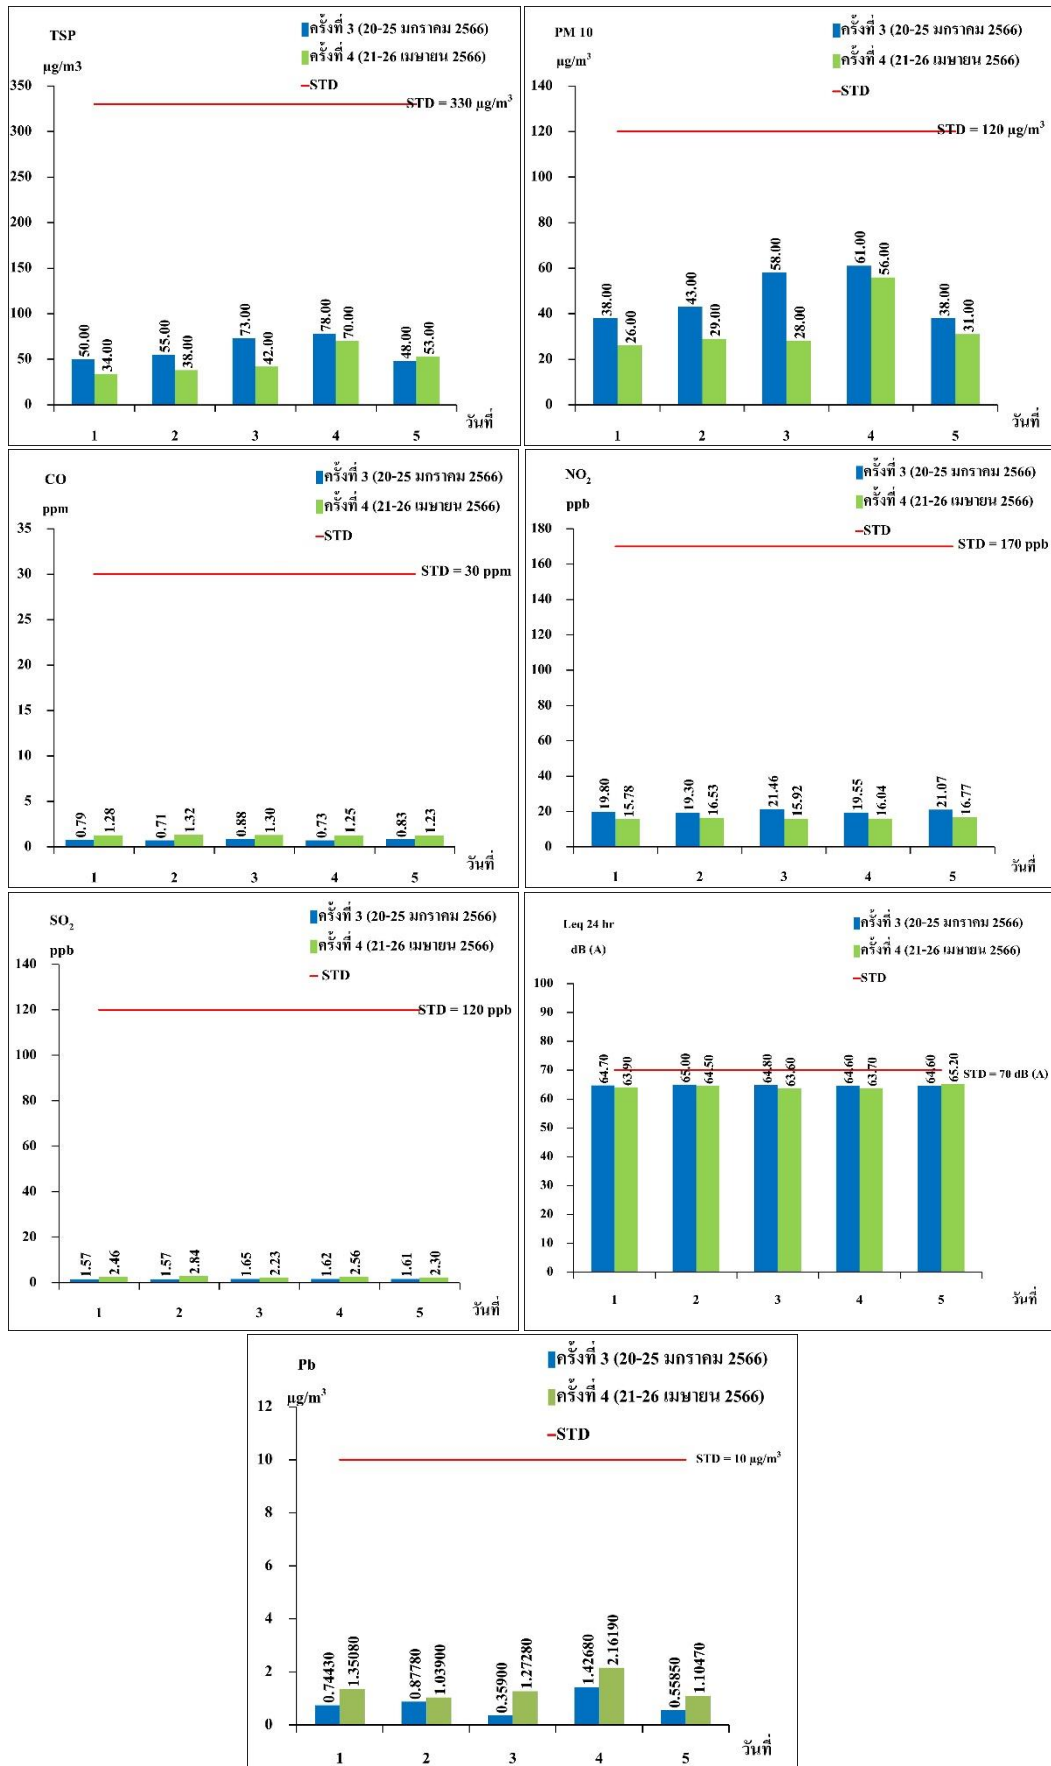 TSP
µg/m3
ครั้งที่ 3 (20-25 มกราคม 2566)
ครั้งที่ 4 (21-26 เมษายน 2566)
STD
STD = 330 µg/m³
350
300
250
200
150
100
50
0
50.00 34.00 55.00 38.00 73.00 42.00 78.00 70.00 48.00 53.00
1 2 3 4 5
วันที่
PM 10
µg/m³
ครั้งที่ 3 (20-25 มกราคม 2566)
ครั้งที่ 4 (21-26 เมษายน 2566)
STD
STD = 120 µg/m³
140
120
100
80
60
40
20
0
38.00 26.00 43.00 29.00 58.00 28.00 61.00 56.00 38.00 31.00
1 2 3 4 5
วันที่
CO
ppm
ครั้งที่ 3 (20-25 มกราคม 2566)
ครั้งที่ 4 (21-26 เมษายน 2566)
STD
STD = 30 ppm
35
30
25
20
15
10
5
0
0.79 1.28 0.71 1.32 0.88 1.30 0.73 1.25 0.83 1.23
1 2 3 4 5
วันที่
NO₂
ppb
ครั้งที่ 3 (20-25 มกราคม 2566)
ครั้งที่ 4 (21-26 เมษายน 2566)
STD
STD = 170 ppb
180
160
140
120
100
80
60
40
20
0
19.80 15.78 19.30 16.53 21.46 15.92 19.55 16.04 21.07 16.77
1 2 3 4 5
วันที่
SO₂
ppb
ครั้งที่ 3 (20-25 มกราคม 2566)
ครั้งที่ 4 (21-26 เมษายน 2566)
STD
STD = 120 ppb
140
120
100
80
60
40
20
0
1.57 2.46 1.57 2.84 1.65 2.23 1.62 2.56 1.61 2.30
1 2 3 4 5
วันที่
Leq 24 hr
dB (A)
ครั้งที่ 3 (20-25 มกราคม 2566)
ครั้งที่ 4 (21-26 เมษายน 2566)
STD
STD = 70 dB (A)
100
90
80
70
60
50
40
30
20
10
0
64.70 63.90 65.00 64.50 64.80 63.60 64.60 63.70 64.60 65.20
1 2 3 4 5
วันที่
Pb
µg/m³
ครั้งที่ 3 (20-25 มกราคม 2566)
ครั้งที่ 4 (21-26 เมษายน 2566)
STD
STD = 10 µg/m³
12
10
8
6
4
2
0
0.74430 1.35080 0.87780 1.03900 0.35900 1.27280 1.42680 2.16190 0.55850 1.10470
1 2 3 4 5
วันที่